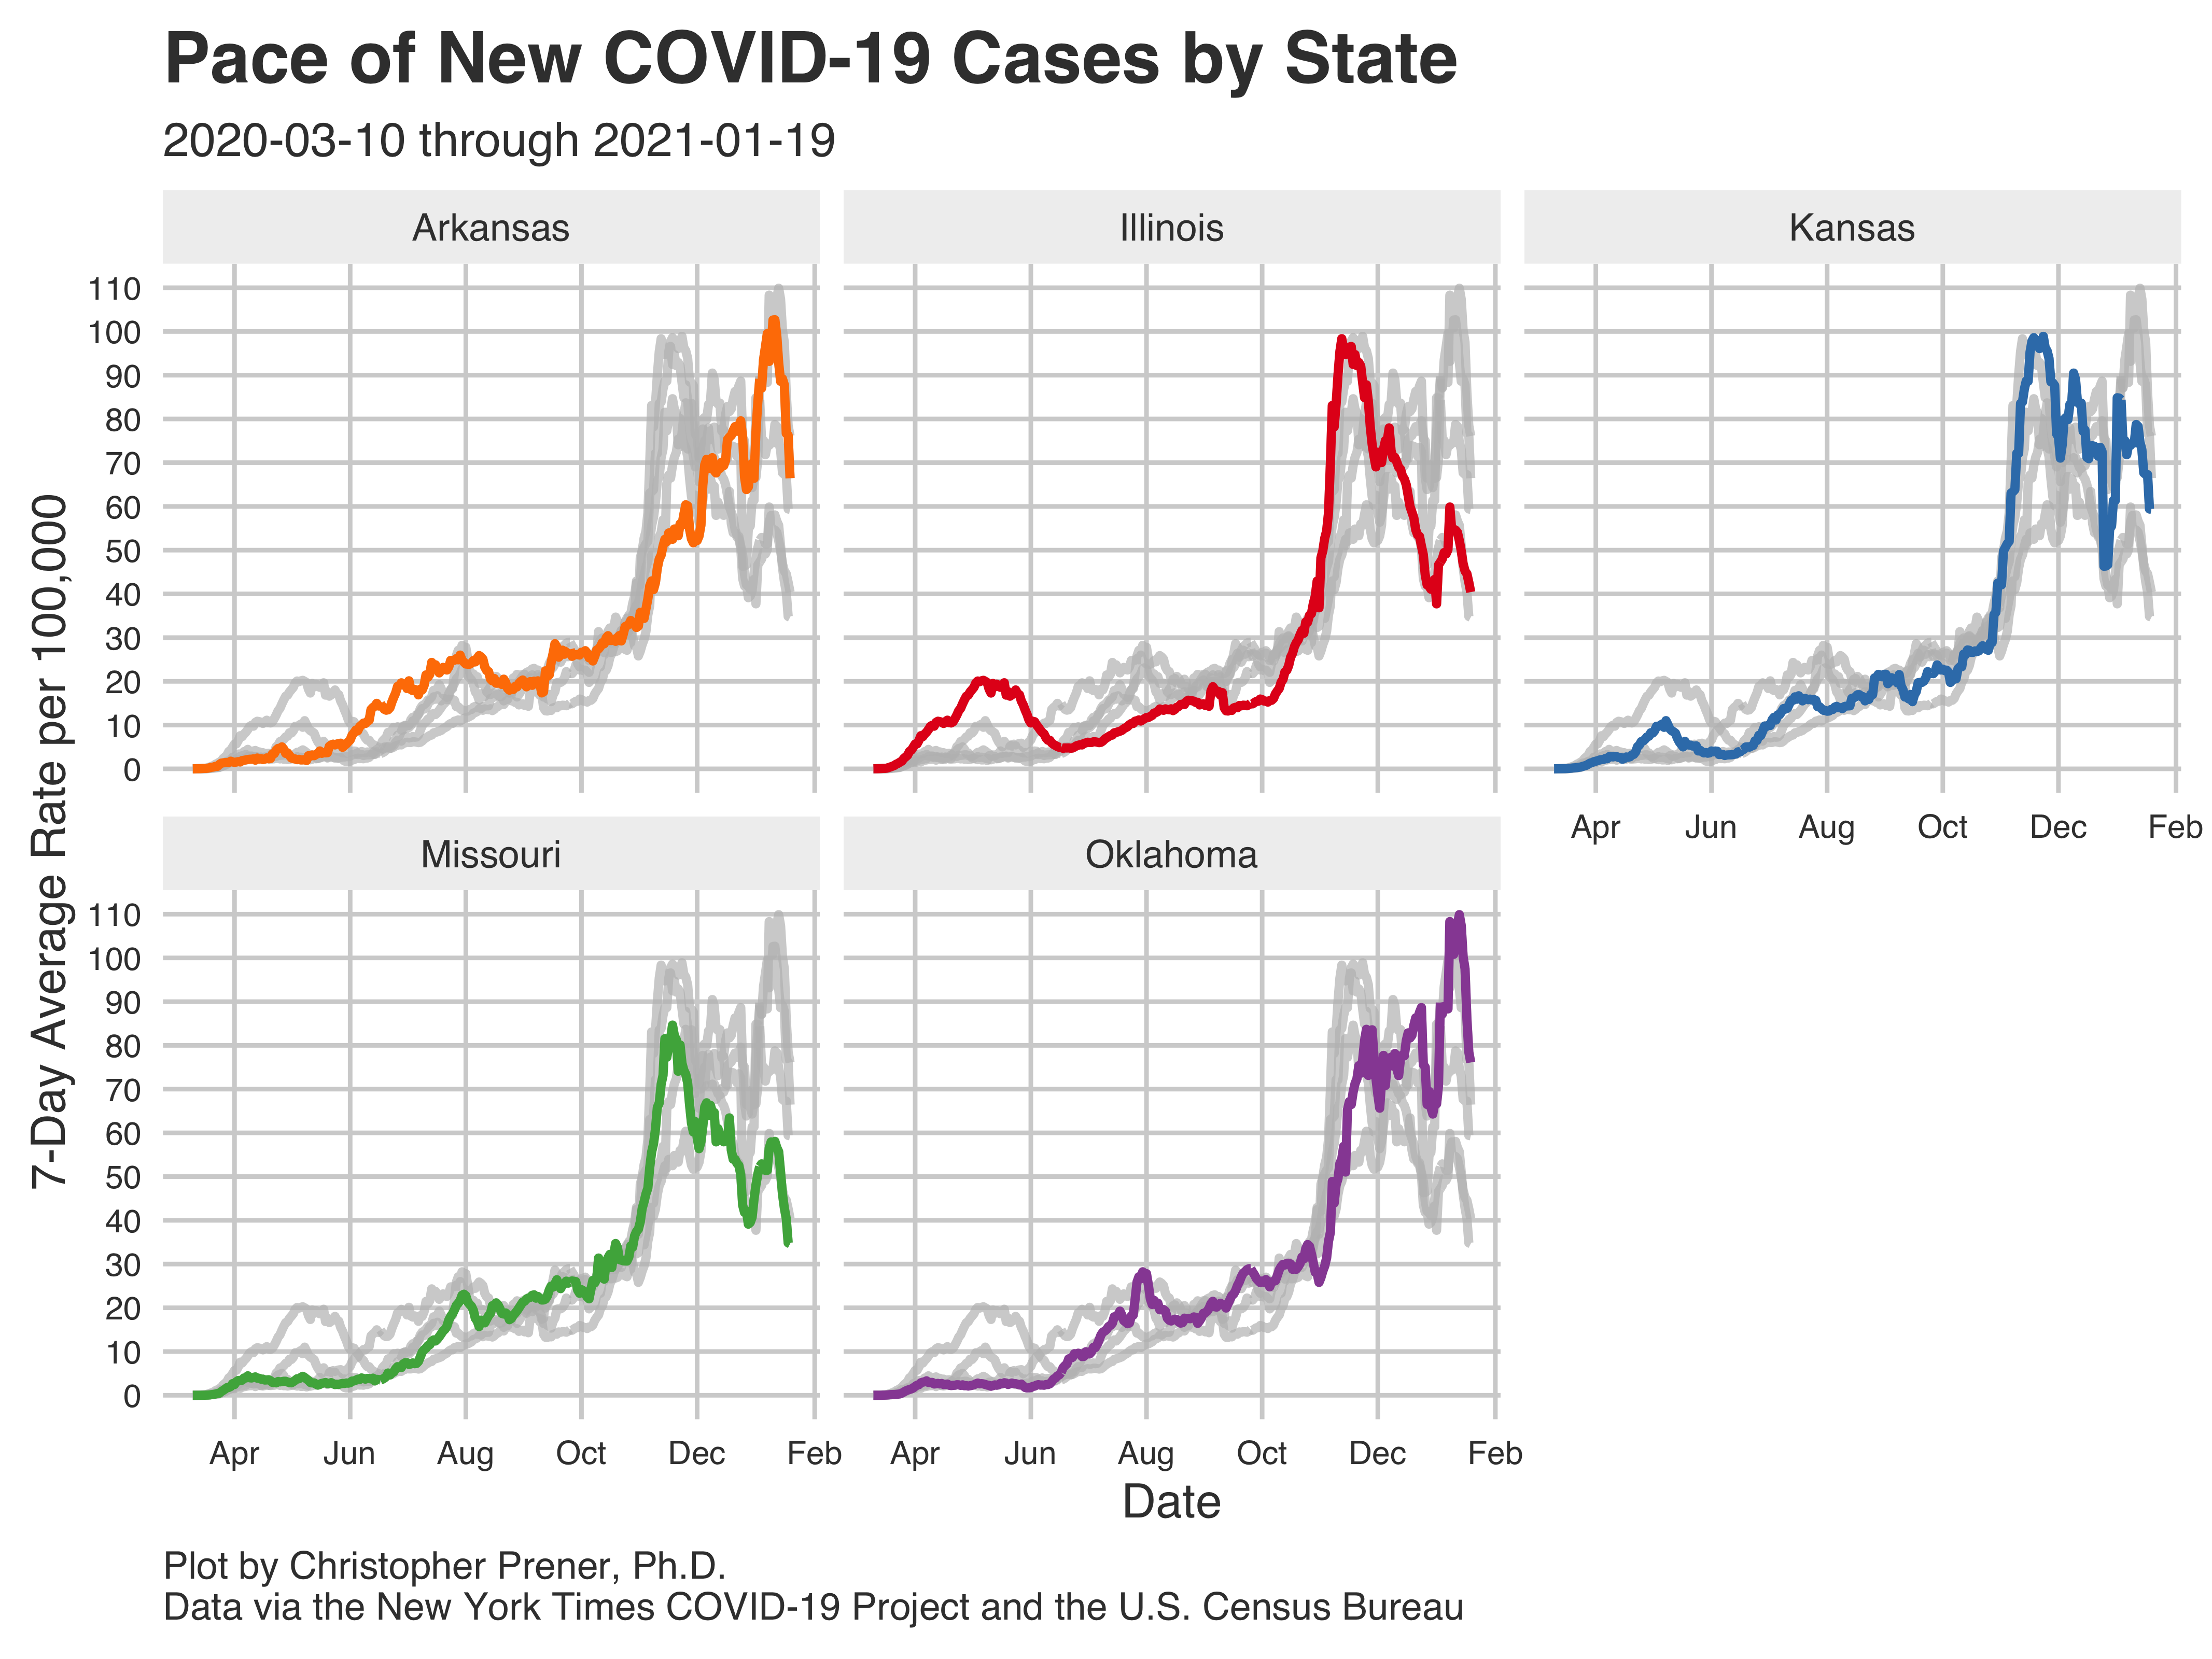 Pace of New COVID-19 Cases by State
2020-03-10 through 2021-01-19
Arkansas
Illinois
Kansas
110
100
90
80
70
60
50
40
30
20
10
0
Apr Jun Aug Oct Dec Feb
Missouri
Oklahoma
110
100
90
80
70
60
50
40
30
20
10
0
Apr Jun Aug Oct Dec Feb
Apr Jun Aug Oct Dec Feb
7-Day Average Rate per 100,000
Date
Plot by Christopher Prener, Ph.D.
Data via the New York Times COVID-19 Project and the U.S. Census Bureau